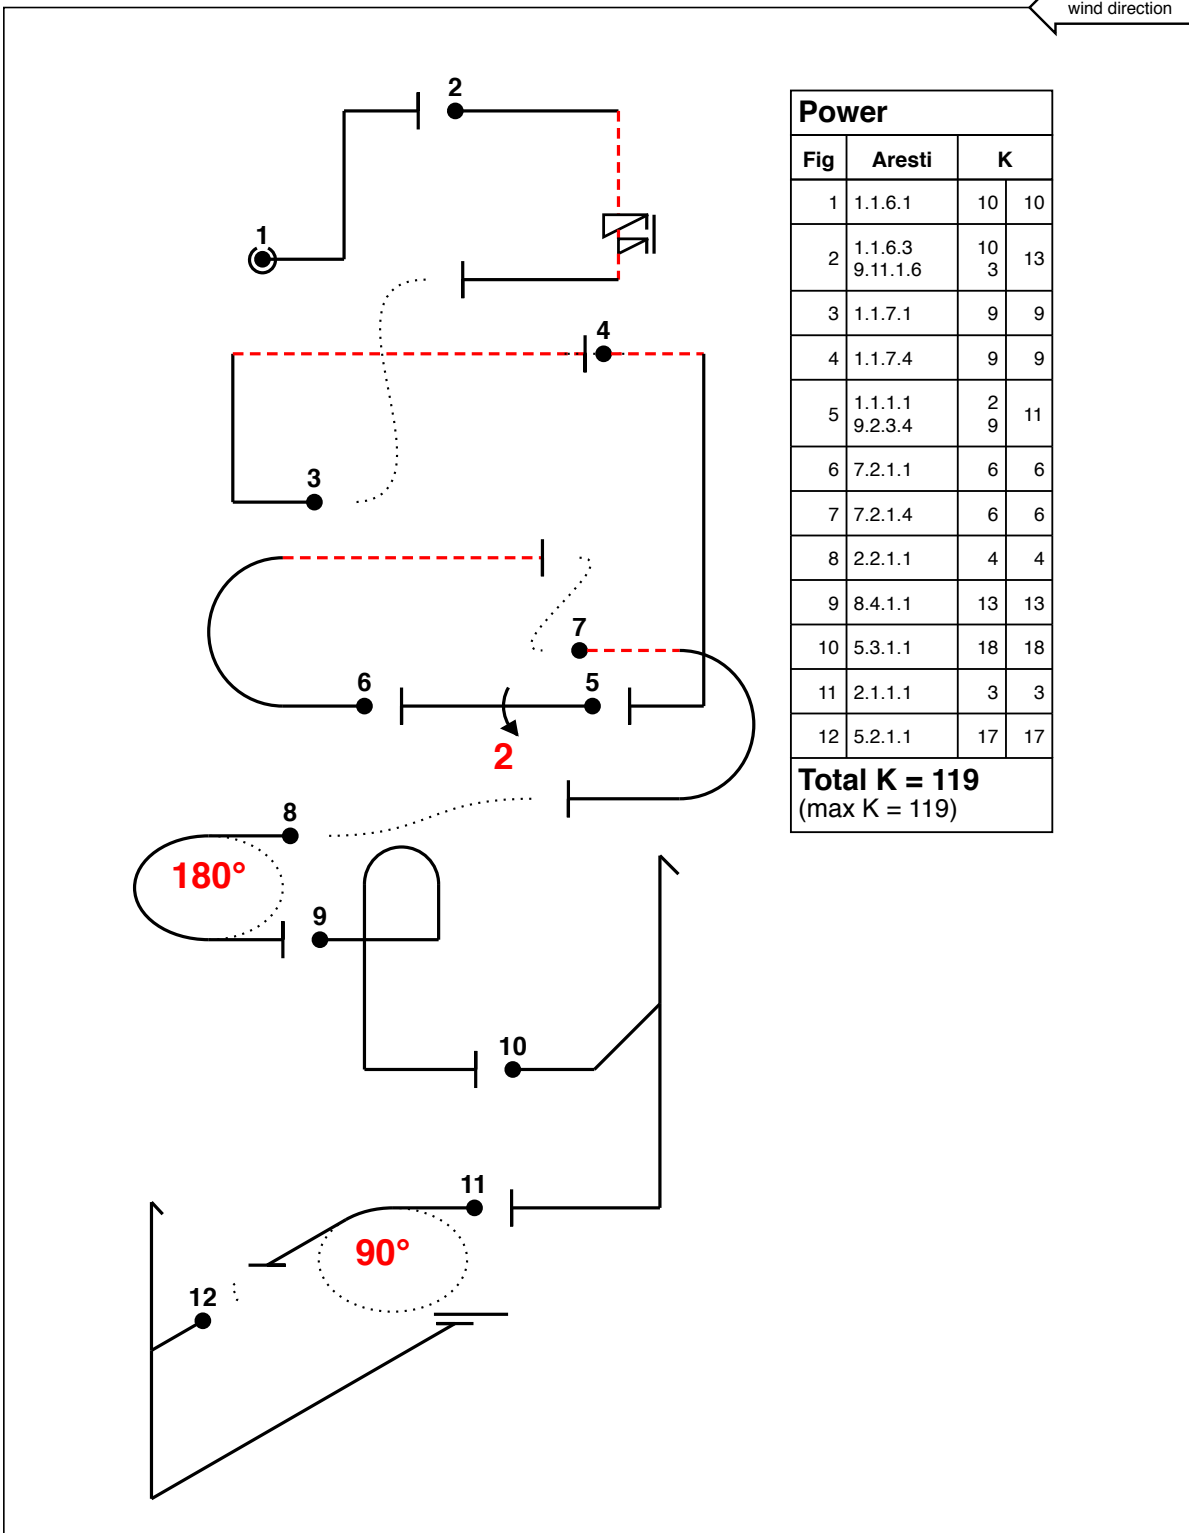 wind direction
2
1
4
3
7
6
5
2
8
180°
9
10
11
90°
12
Power
Fig Aresti K
1 1.1.6.1 10 10
2 1.1.6.3 10 13
9.11.1.6 3
3 1.1.7.1 9 9
4 1.1.7.4 9 9
5 1.1.1.1 2 11
9.2.3.4 9
6 7.2.1.1 6 6
7 7.2.1.4 6 6
8 2.2.1.1 4 4
9 8.4.1.1 13 13
10 5.3.1.1 18 18
11 2.1.1.1 3 3
12 5.2.1.1 17 17
Total K = 119
(max K = 119)